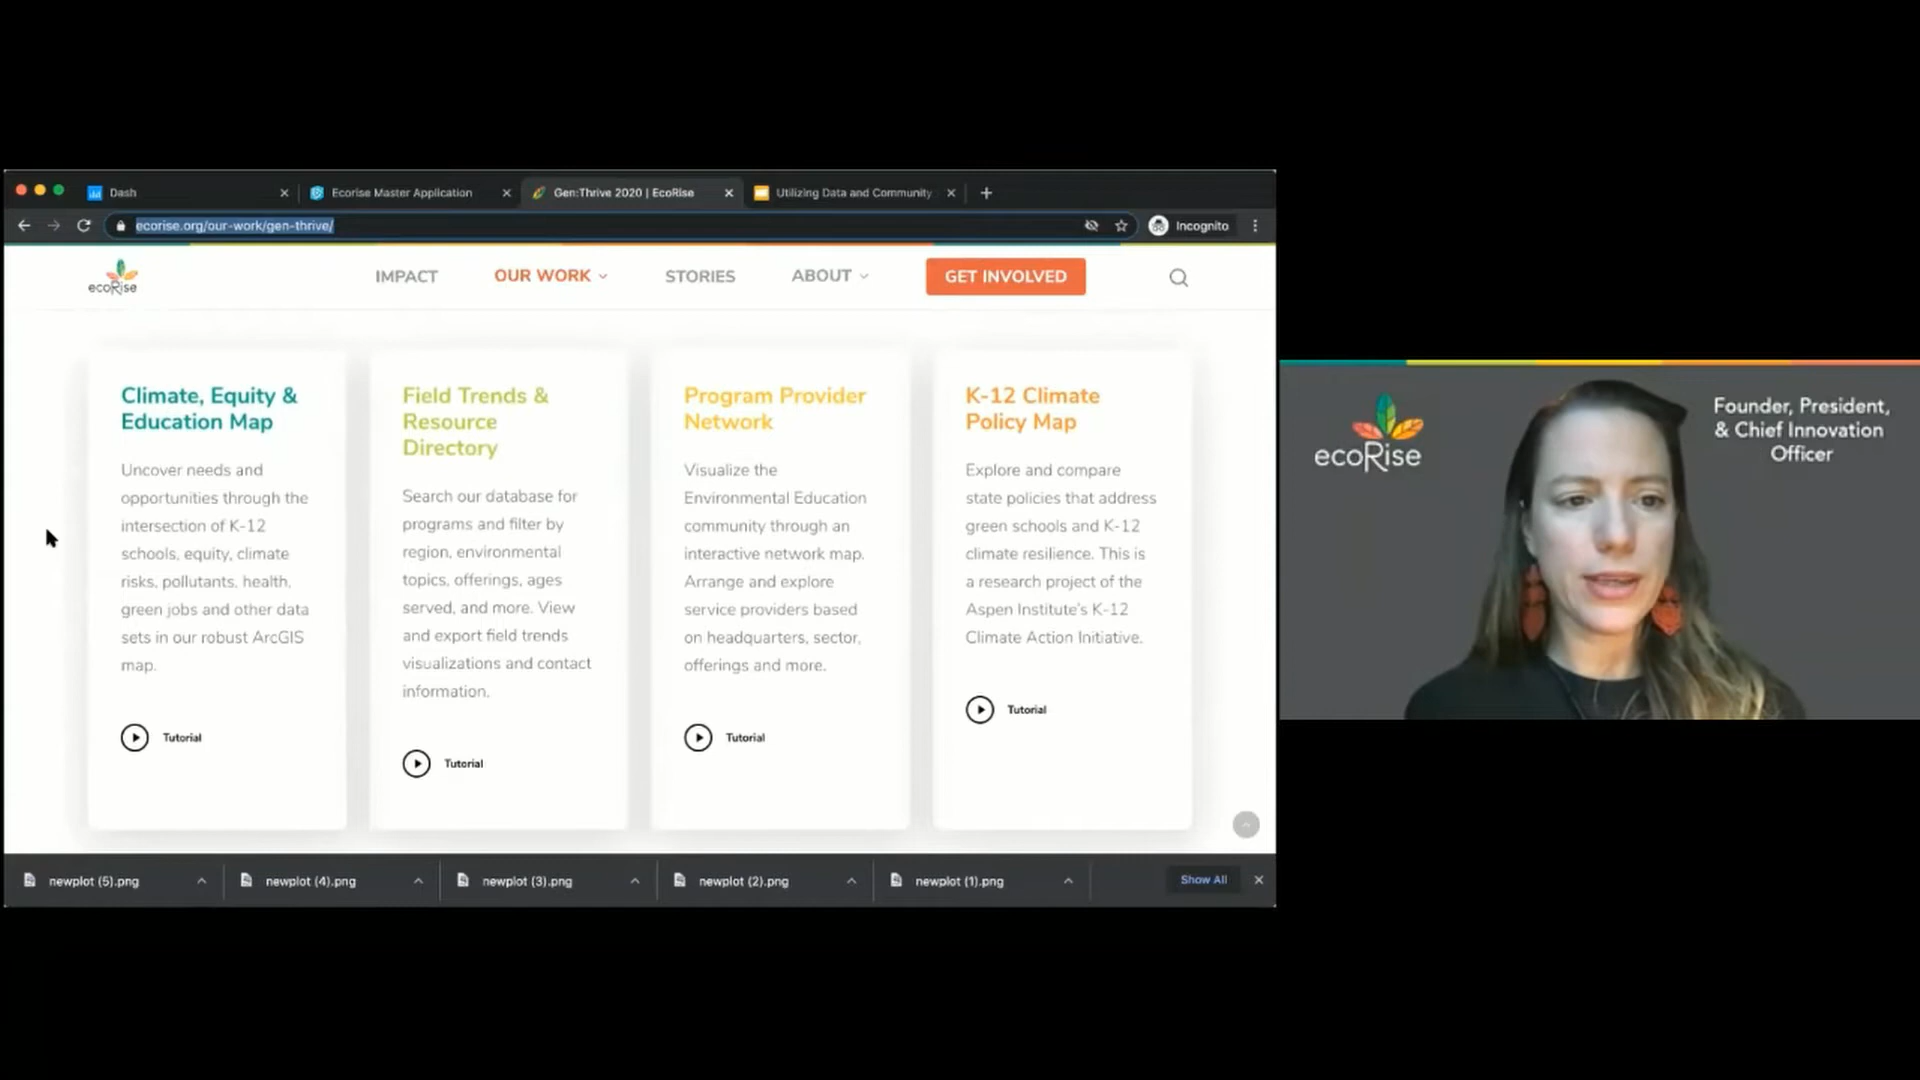 Dash
Ecorise Master Application
Gen:Thrive 2020 | EcoRise
Utilizing Data and Community
ecorise.org/our-work/gen-thrive/
Incognito
ecoRise
IMPACT
OUR WORK
STORIES
ABOUT
GET INVOLVED
Climate, Equity &
Education Map
Uncover needs and
opportunities through the
intersection of K-12
schools, equity, climate
risks, pollutants, health,
green jobs and other data
sets in our robust ArcGIS
map.
Tutorial
Field Trends &
Resource
Directory
Search our database for
programs and filter by
region, environmental
topics, offerings, ages
served, and more. View
and export field trends
visualizations and contact
information.
Tutorial
Program Provider
Network
Visualize the
Environmental Education
community through an
interactive network map.
Arrange and explore
service providers based
on headquarters, sector,
offerings and more.
Tutorial
K-12 Climate
Policy Map
Explore and compare
state policies that address
green schools and K-12
climate resilience. This is
a research project of the
Aspen Institute's K-12
Climate Action Initiative.
Tutorial
newplot (5).png
newplot (4).png
newplot (3).png
newplot (2).png
newplot (1).png
Show All
ecoRise
Founder, President,
& Chief Innovation
Officer